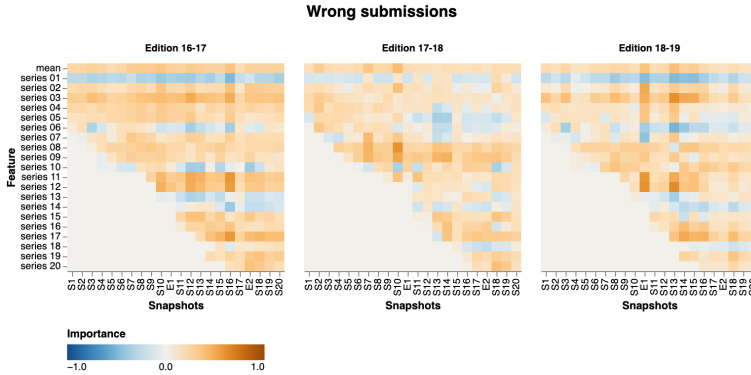 Wrong submissions
Edition 16-17
Edition 17-18
Edition 18-19
Feature
mean
series 01
series 02
series 03
series 04
series 05
series 06
series 07
series 08
series 09
series 10
series 11
series 12
series 13
series 14
series 15
series 16
series 17
series 18
series 19
series 20
S1 S2 S3 S4 S5 S6 S7 S8 S9 S10 E1 S11 S12 S13 S14 S15 S16 S17 E2 S18 S19 S20
S1 S2 S3 S4 S5 S6 S7 S8 S9 S10 E1 S11 S12 S13 S14 S15 S16 S17 E2 S18 S19 S20
S1 S2 S3 S4 S5 S6 S7 S8 S9 S10 E1 S11 S12 S13 S14 S15 S16 S17 E2 S18 S19
Snapshots
Snapshots
Snapshots
Importance
−1.0 0.0 1.0